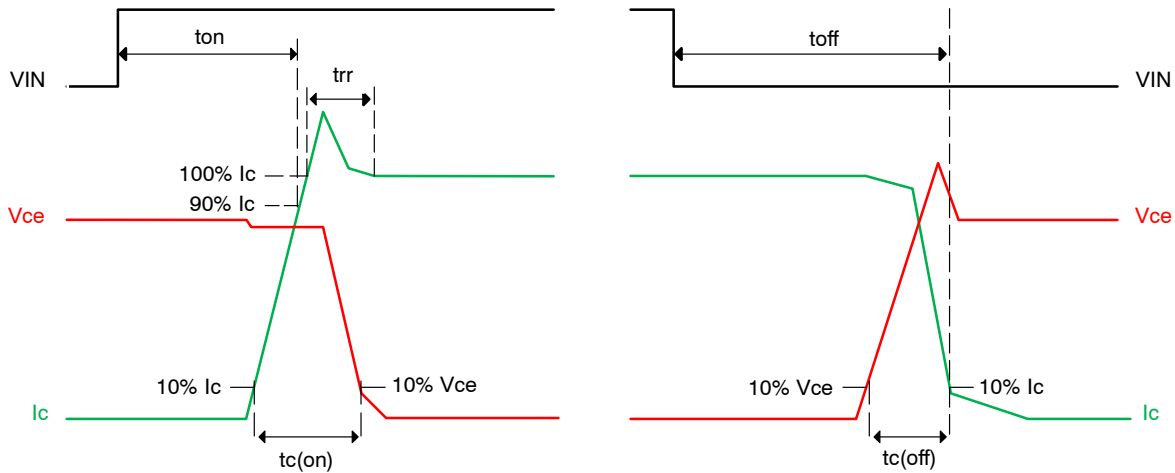 ton
toff
VIN
trr
VIN
100% Ic
90% Ic
Vce
Vce
10% Ic
10% Vce
10% Vce
10% Ic
Ic
Ic
tc(on)
tc(off)